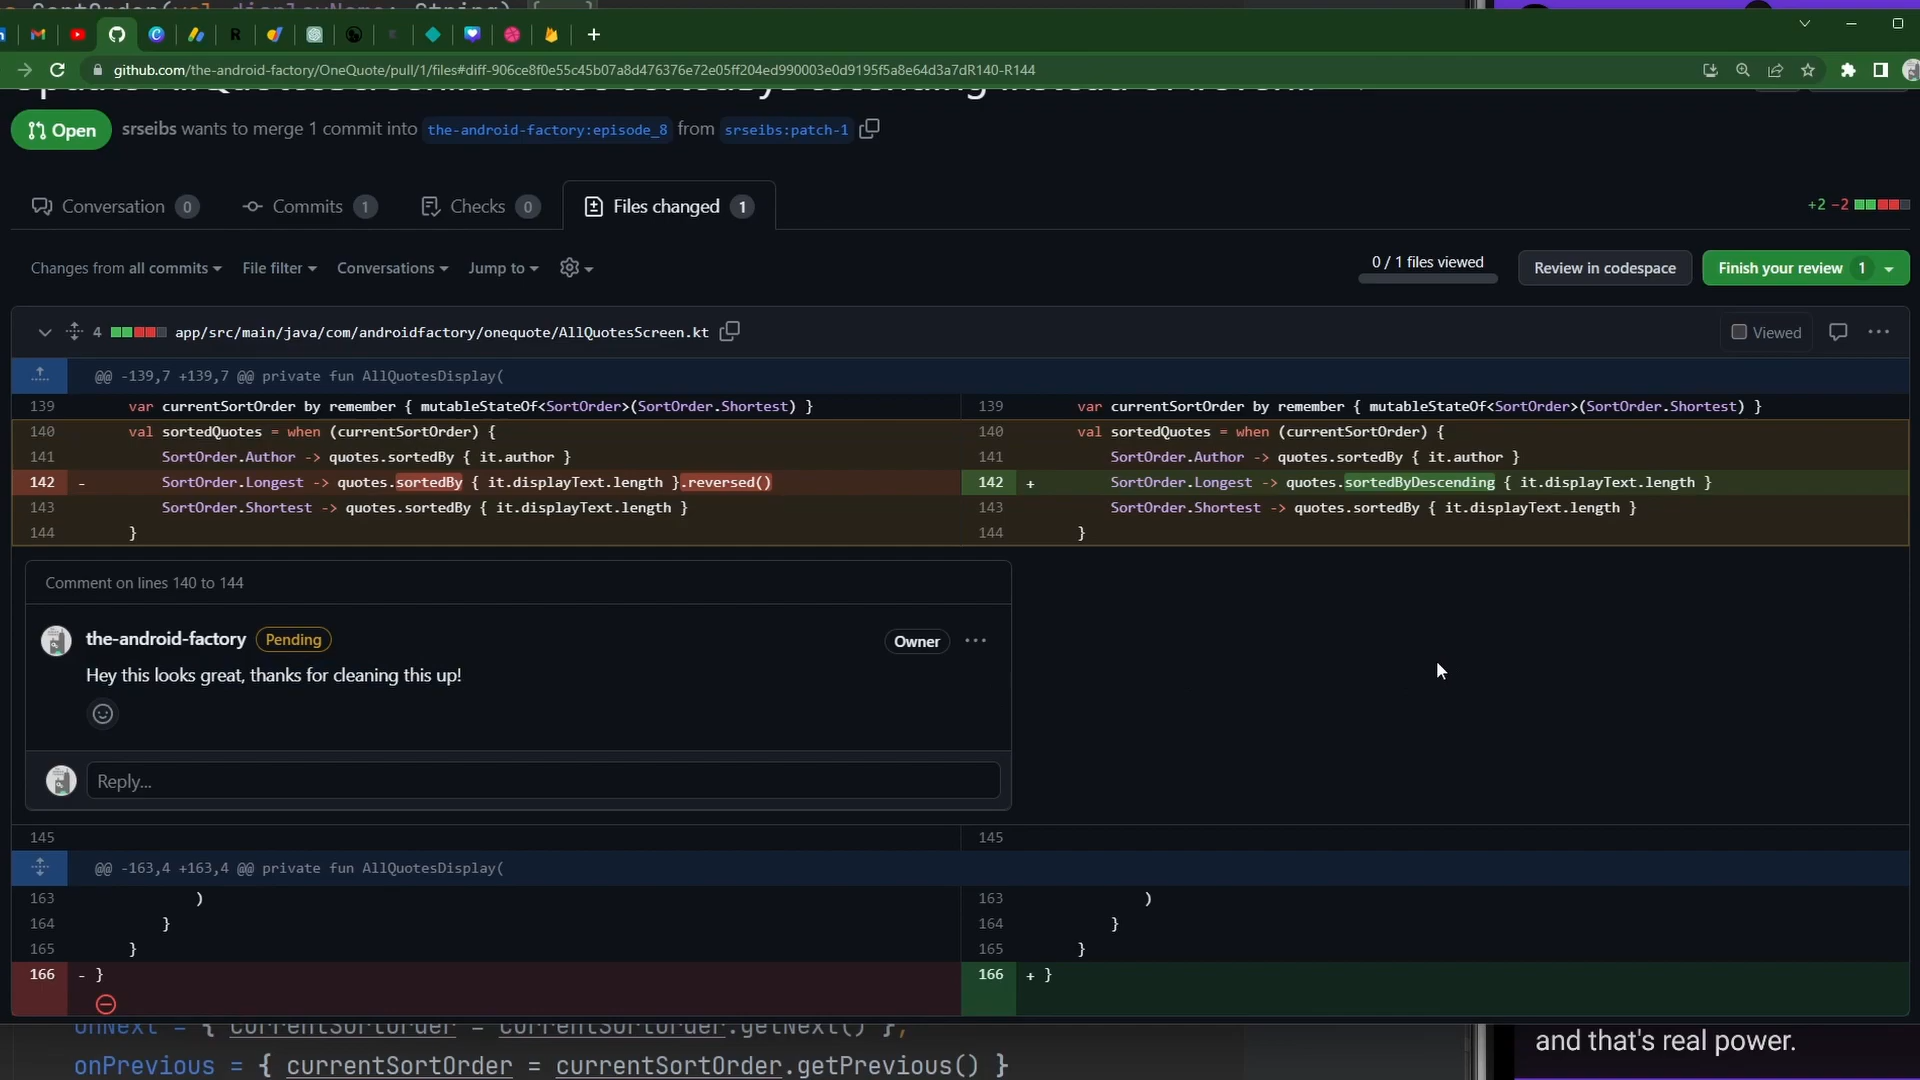 github.com/the-android-factory/OneQuote/pull/1/files#diff-906ce8f0e55c45b07a8d476376e72e05ff204ed990003e0d9195f5a8e64d3a7dR140-R144
Open srseibs wants to merge 1 commit into the-android-factory:episode_8 from srseibs:patch-1
Conversation 0 Commits 1 Checks 0 Files changed 1 +2 −2
Changes from all commits File filter Conversations Jump to 0 / 1 files viewed Review in codespace Finish your review 1
4 app/src/main/java/com/androidfactory/onequote/AllQuotesScreen.kt Viewed
@@ -139,7 +139,7 @@ private fun AllQuotesDisplay(
139 var currentSortOrder by remember { mutableStateOf<SortOrder>(SortOrder.Shortest) } 139 var currentSortOrder by remember { mutableStateOf<SortOrder>(SortOrder.Shortest) }
140 val sortedQuotes = when (currentSortOrder) { 140 val sortedQuotes = when (currentSortOrder) {
141 SortOrder.Author -> quotes.sortedBy { it.author } 141 SortOrder.Author -> quotes.sortedBy { it.author }
142 - SortOrder.Longest -> quotes.sortedBy { it.displayText.length }.reversed() 142 + SortOrder.Longest -> quotes.sortedByDescending { it.displayText.length }
143 SortOrder.Shortest -> quotes.sortedBy { it.displayText.length } 143 SortOrder.Shortest -> quotes.sortedBy { it.displayText.length }
144 } 144 }
Comment on lines 140 to 144
the-android-factory Pending Owner
Hey this looks great, thanks for cleaning this up!
Reply...
145 145
@@ -163,4 +163,4 @@ private fun AllQuotesDisplay(
163 ) 163 )
164 } 164 }
165 } 165 }
166 - } 166 + }
onNext = { currentSortOrder = currentSortOrder.getNext() },
and that's real power.
onPrevious = { currentSortOrder = currentSortOrder.getPrevious() }